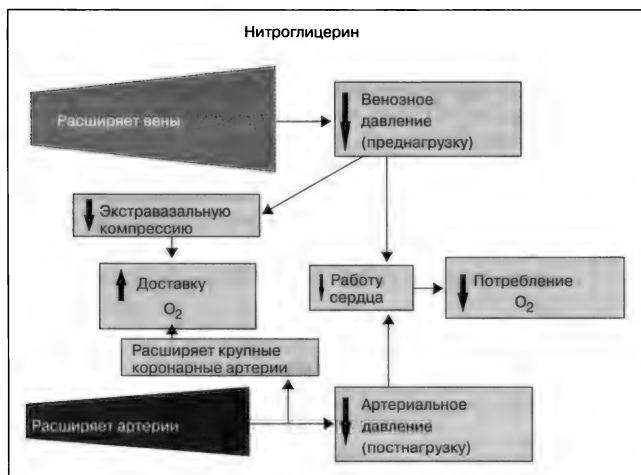 Нитроглицерин
Расширяет вены
Венозное
давление
(преднагрузку)
Экстравазальную
компрессию
Доставку
O₂
Работу
сердца
Потребление
O₂
Расширяет крупные
коронарные артерии
Расширяет артерии
Артериальное
давление
(постнагрузку)